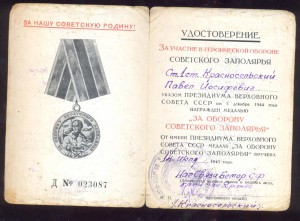 ЗА НАШУ СОВЕТСКУЮ РОДИНУ!
Д № 023087
УДОСТОВЕРЕНИЕ
ЗА УЧАСТИЕ В ГЕРОИЧЕСКОЙ ОБОРОНЕ
СОВЕТСКОГО ЗАПОЛЯРЬЯ
Красносельский
Павел Иосифович
УКАЗОМ ПРЕЗИДИУМА ВЕРХОВНОГО
СОВЕТА СССР от 5 декабря 1944 года
НАГРАЖДЕН МЕДАЛЬЮ
„ЗА ОБОРОНУ
СОВЕТСКОГО ЗАПОЛЯРЬЯ"
От имени ПРЕЗИДИУМА ВЕРХОВНОГО
СОВЕТА СССР МЕДАЛЬ „ЗА ОБОРОНУ
СОВЕТСКОГО ЗАПОЛЯРЬЯ" ВРУЧЕНА
1945 года